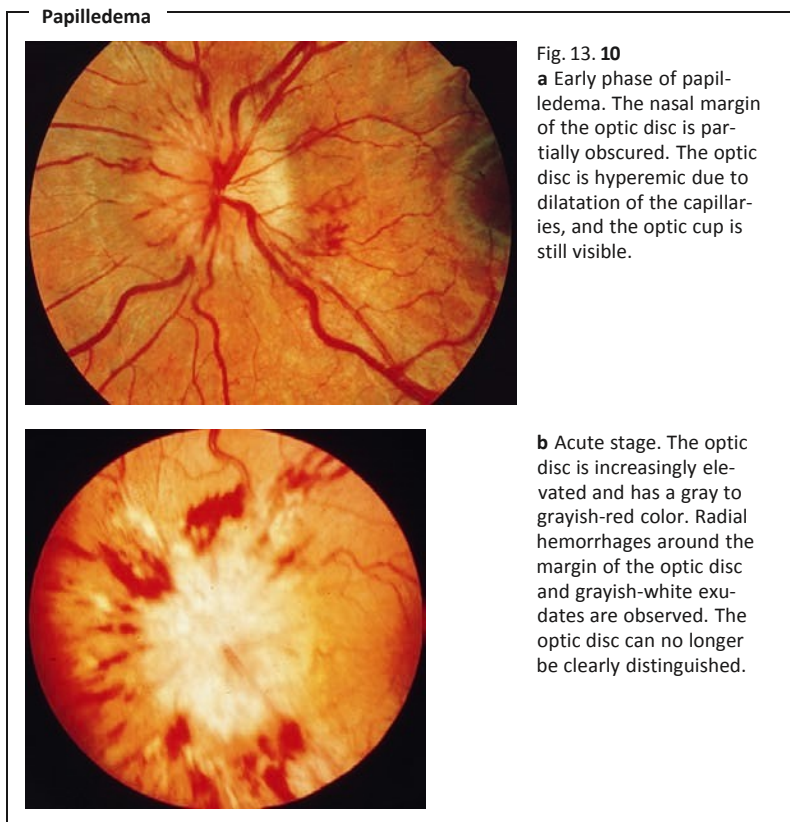 Papilledema
Fig. 13. 10
a Early phase of papil-
ledema. The nasal margin
of the optic disc is par-
tially obscured. The optic
disc is hyperemic due to
dilatation of the capillar-
ies, and the optic cup is
still visible.
b Acute stage. The optic
disc is increasingly ele-
vated and has a gray to
grayish-red color. Radial
hemorrhages around the
margin of the optic disc
and grayish-white exu-
dates are observed. The
optic disc can no longer
be clearly distinguished.